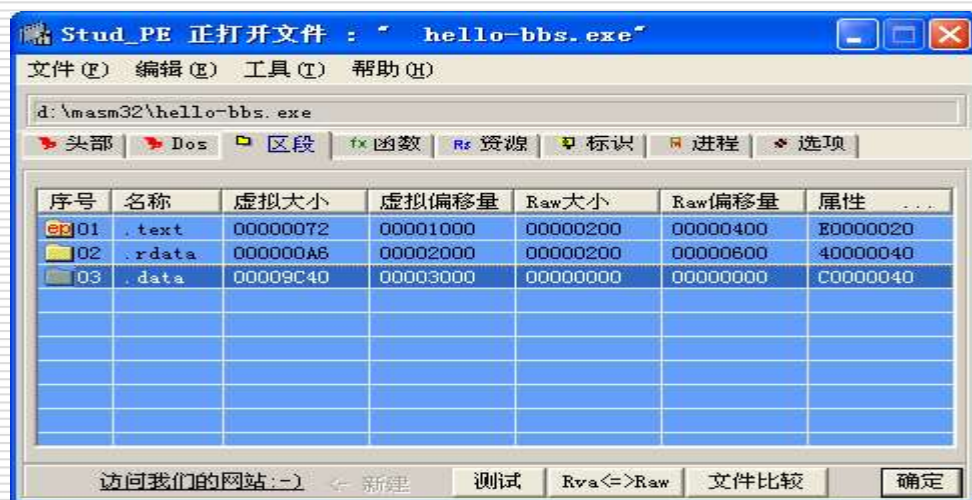 Stud_PE 正打开文件 : " hello-bbs.exe"
文件(F) 编辑(E) 工具(T) 帮助(H)
d:\masm32\hello-bbs.exe
头部 Dos 区段 fx 函数 Rs 资源 标识 进程 选项
序号 名称 虚拟大小 虚拟偏移量 Raw大小 Raw偏移量 属性 ...
ep 01 .text 00000072 00001000 00000200 00000400 E0000020
02 .rdata 000000A6 00002000 00000200 00000600 40000040
03 .data 00009C40 00003000 00000000 00000000 C0000040
访问我们的网站:-) <- 新建 测试 Rva<=>Raw 文件比较 确定